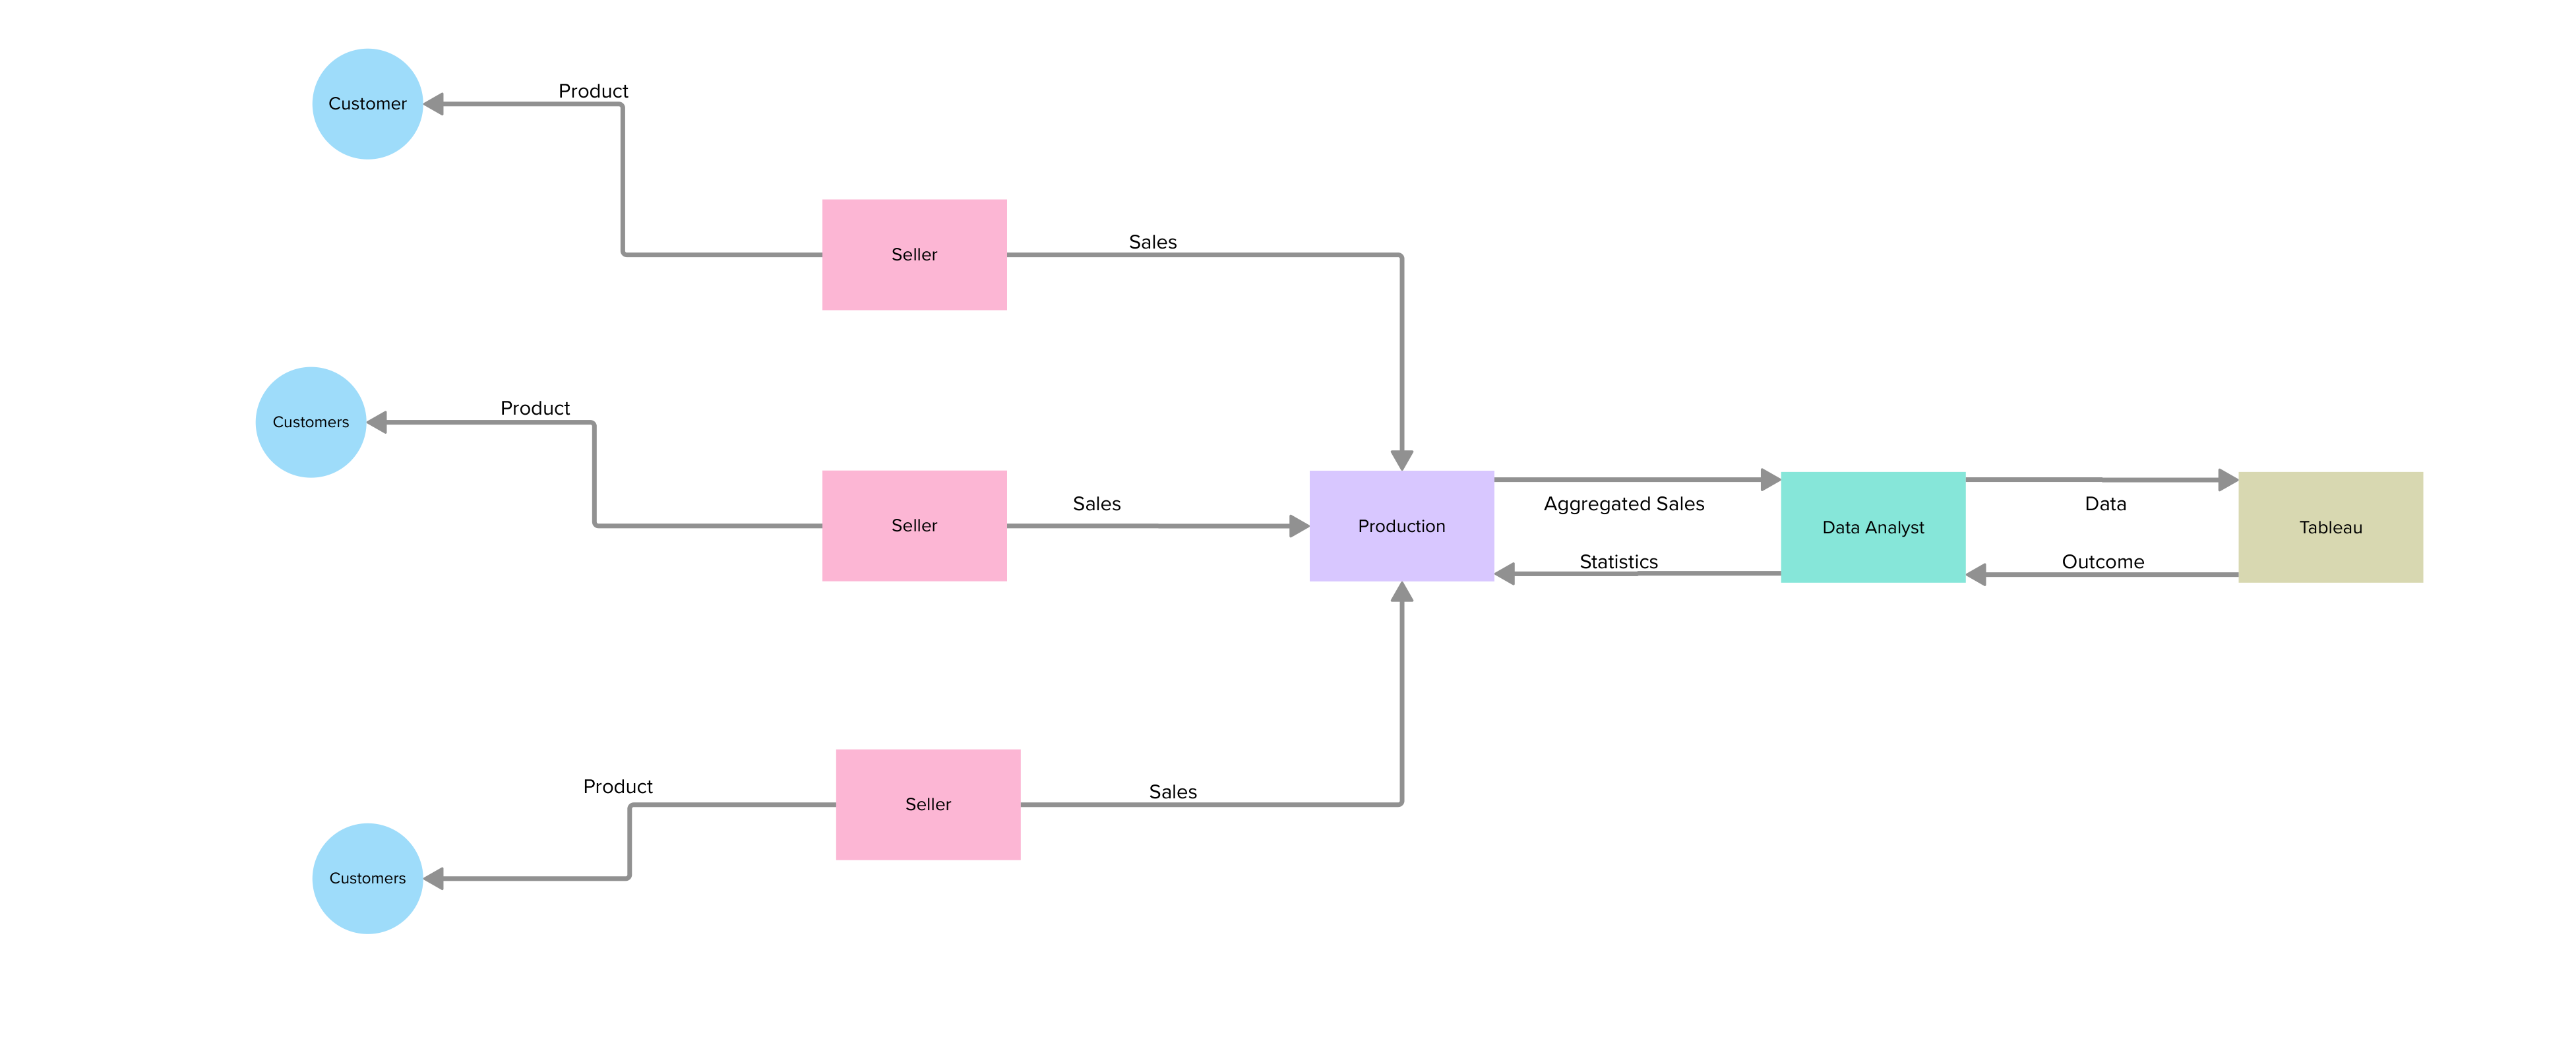 Customer
Product
Seller
Sales
Customers
Product
Seller
Sales
Production
Aggregated Sales
Statistics
Data Analyst
Data
Outcome
Tableau
Product
Seller
Sales
Customers